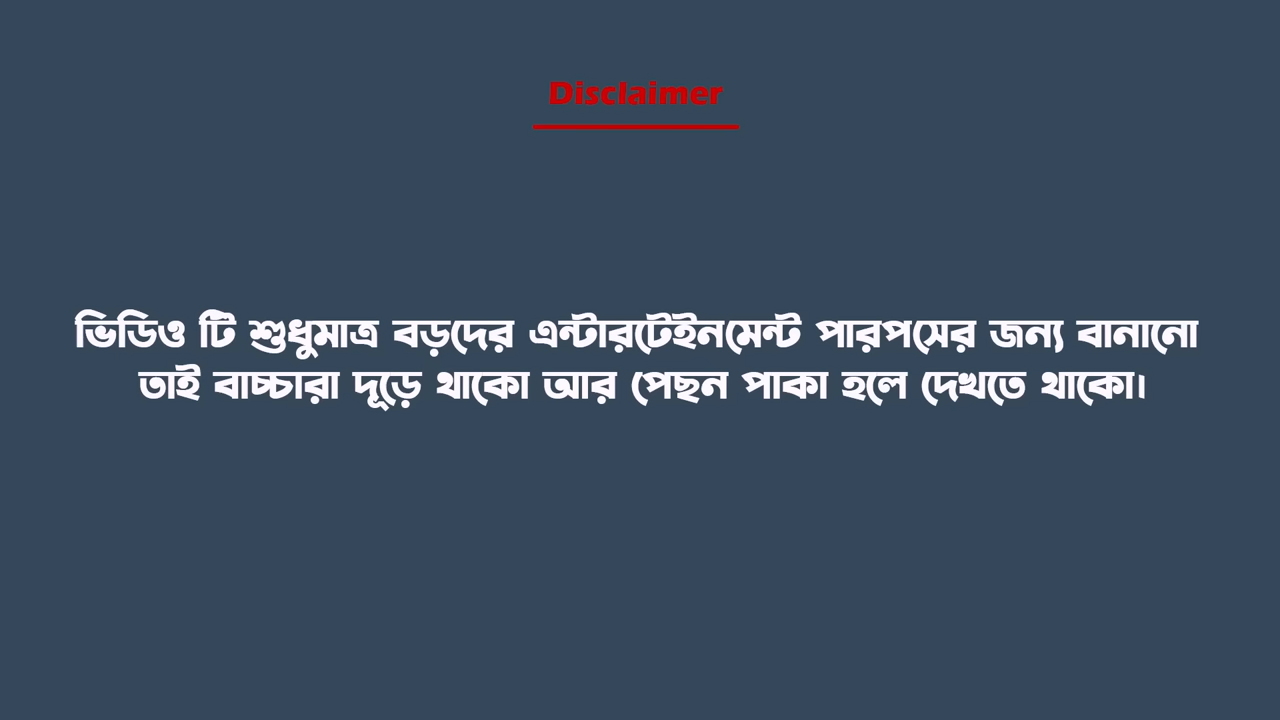 Disclaimer
ভিডিও টি শুধুমাত্র বড়দের এন্টারটেইনমেন্ট পারপসের জন্য বানানো
তাই বাচ্চারা দূড়ে থাকো আর পেছন পাকা হলে দেখতে থাকো।